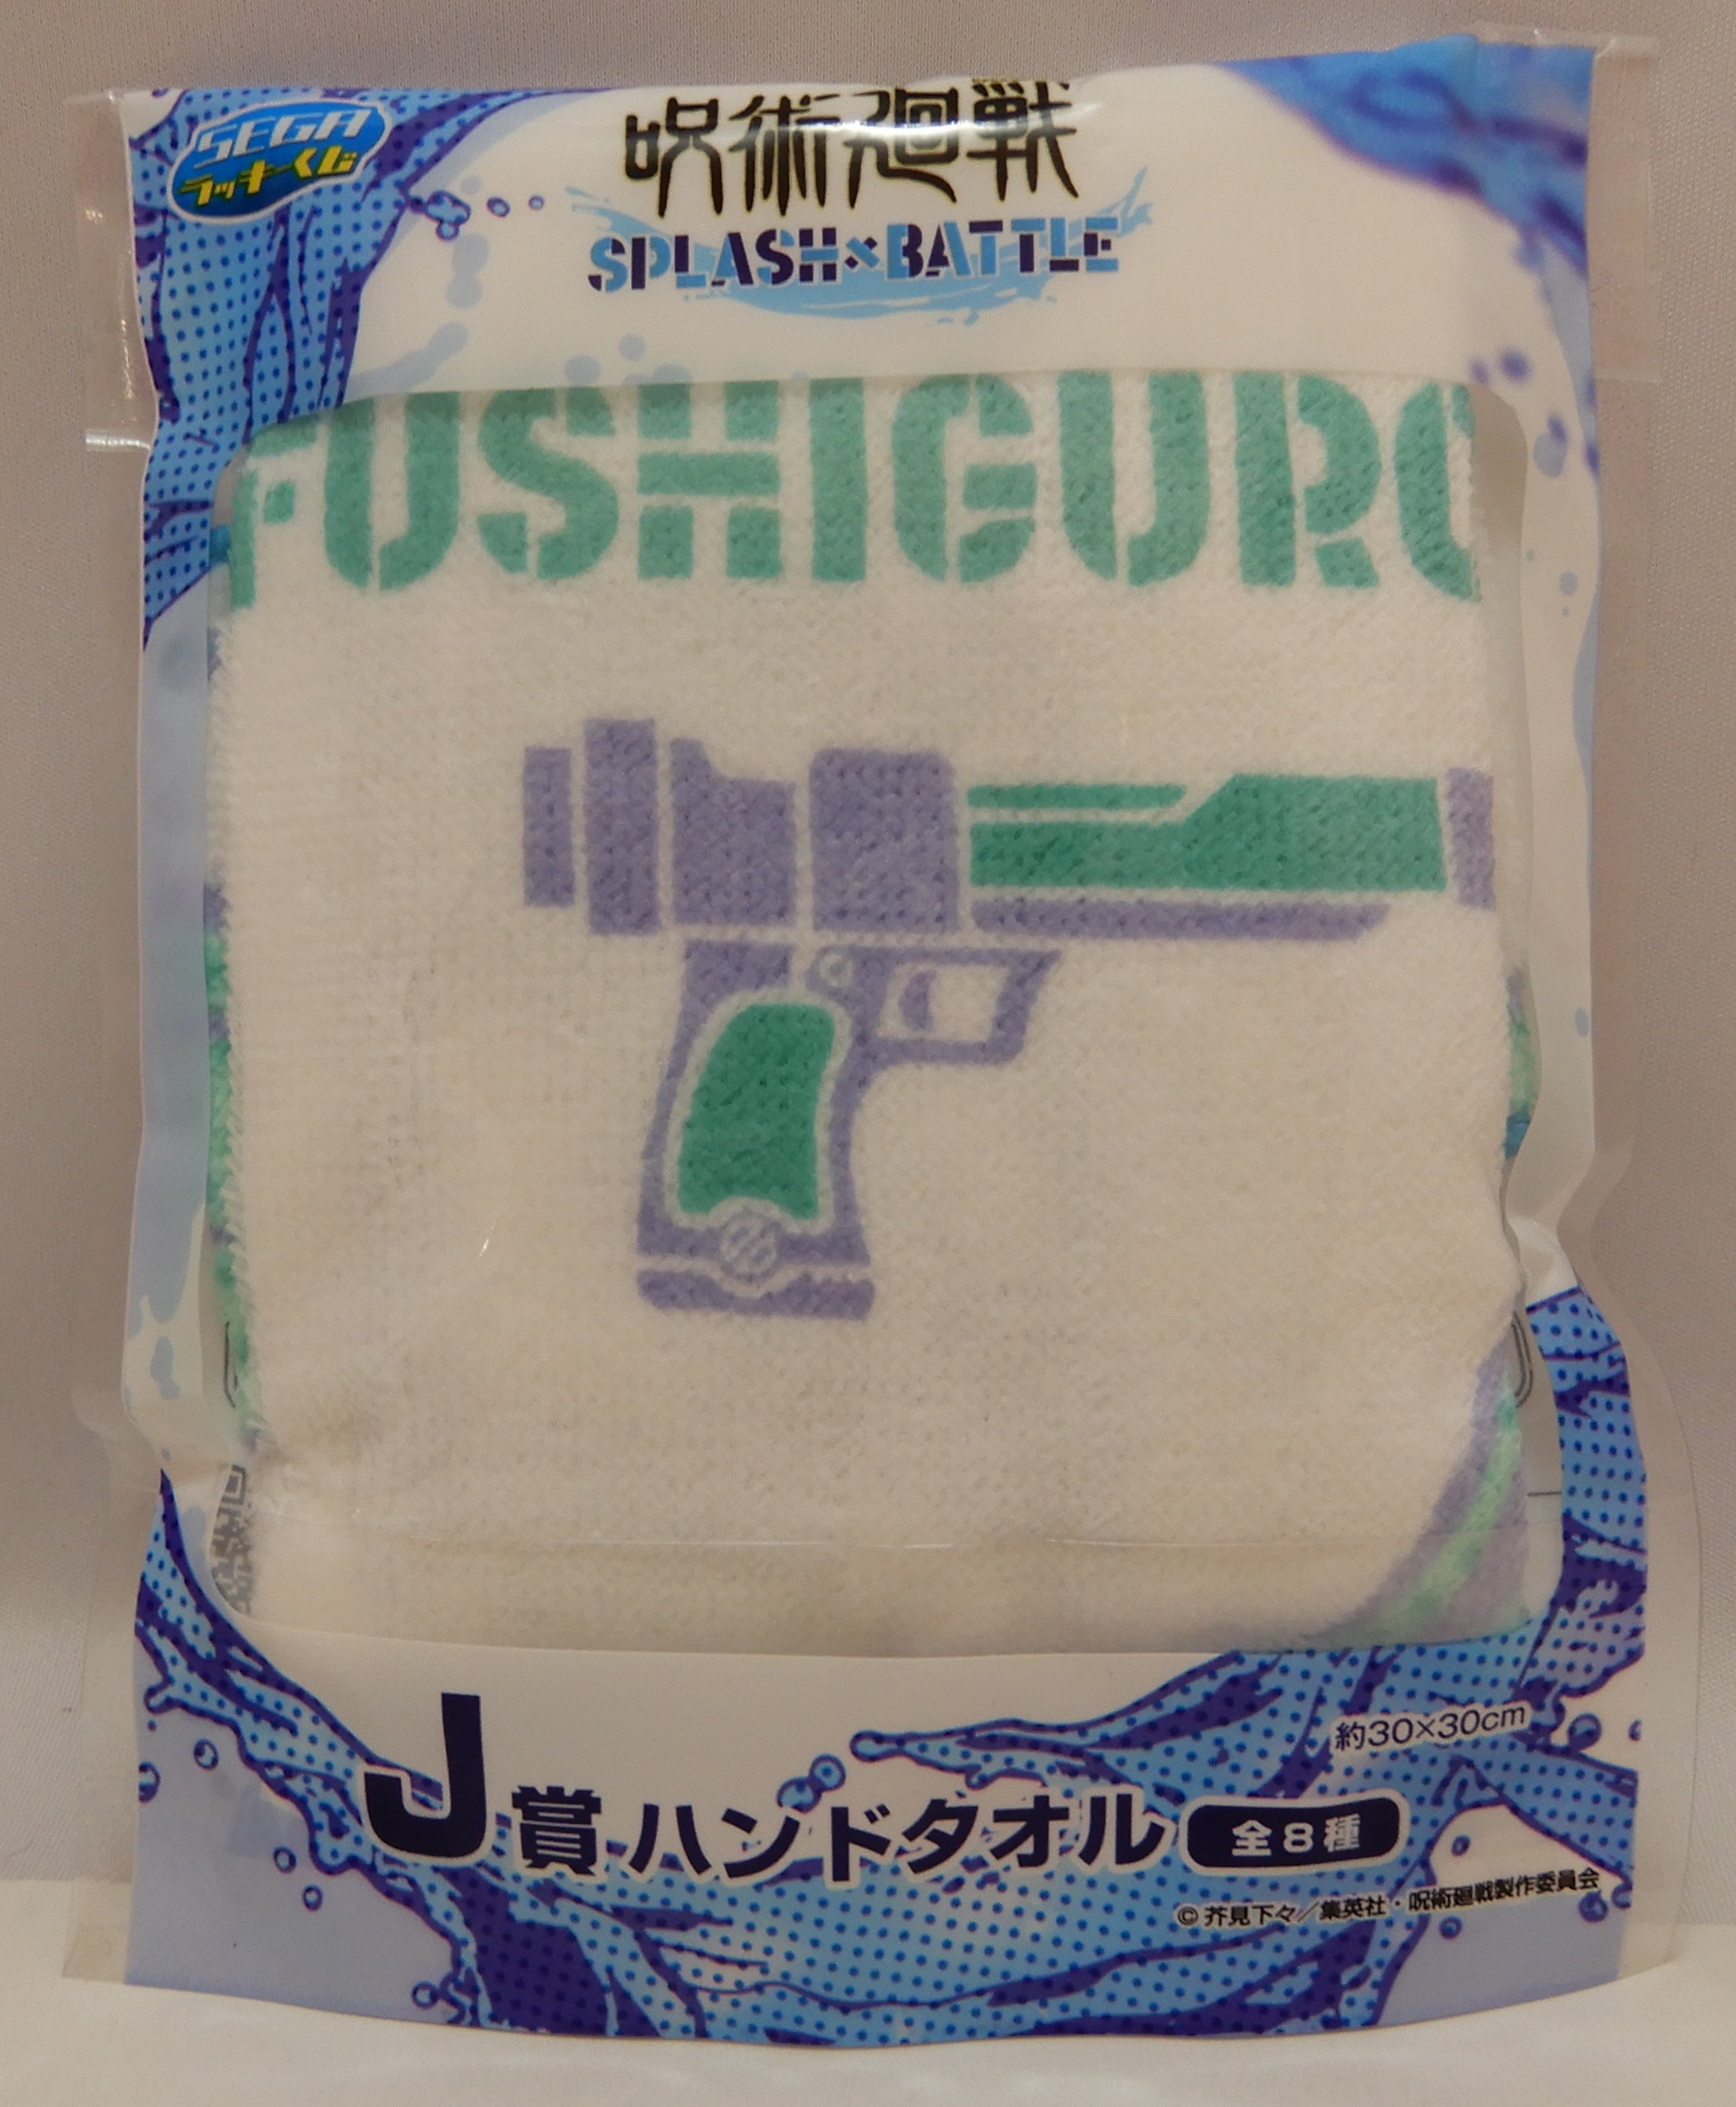 SEGA
ラッキーくじ
呪術廻戦
SPLASH×BATTLE
FUSHIGURO
約30×30cm
J賞 ハンドタオル 全8種
©芥見下々/集英社・呪術廻戦製作委員会